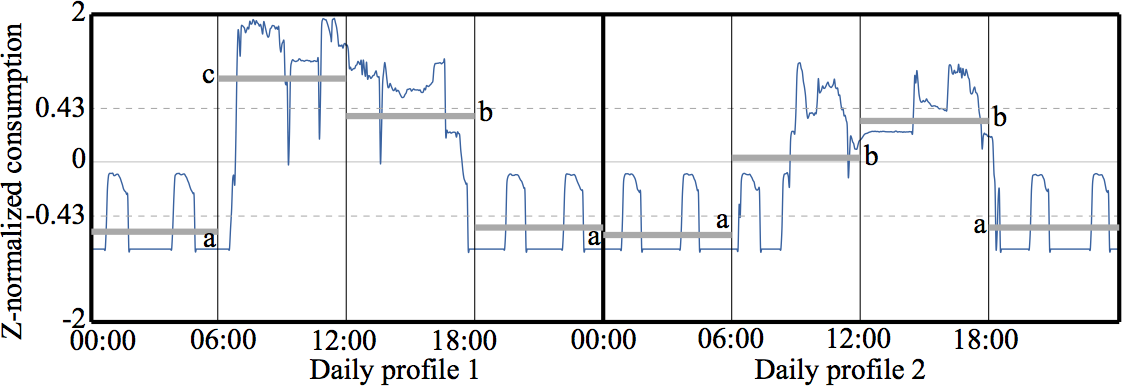 Z-normalized consumption
2
0.43
0
-0.43
-2
c
b
a
a
a
b
b
a
00:00 06:00 12:00 18:00 00:00 06:00 12:00 18:00
Daily profile 1 Daily profile 2